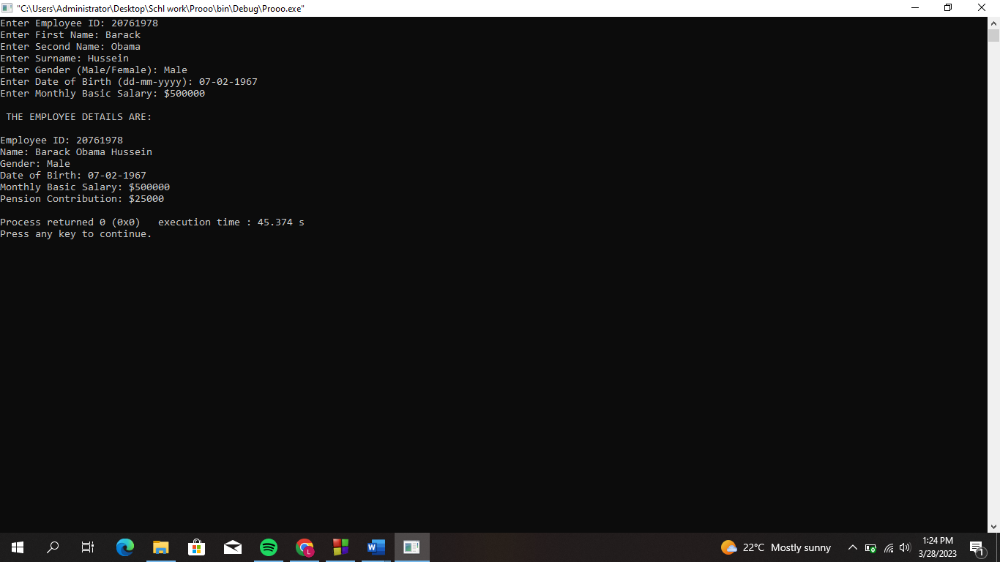 "C:\Users\Administrator\Desktop\Schl work\Prooo\bin\Debug\Prooo.exe"
Enter Employee ID: 20761978
Enter First Name: Barack
Enter Second Name: Obama
Enter Surname: Hussein
Enter Gender (Male/Female): Male
Enter Date of Birth (dd-mm-yyyy): 07-02-1967
Enter Monthly Basic Salary: $500000
THE EMPLOYEE DETAILS ARE:
Employee ID: 20761978
Name: Barack Obama Hussein
Gender: Male
Date of Birth: 07-02-1967
Monthly Basic Salary: $500000
Pension Contribution: $25000
Process returned 0 (0x0)   execution time : 45.374 s
Press any key to continue.
L
W
22°C Mostly sunny
1:24 PM
3/28/2023
1